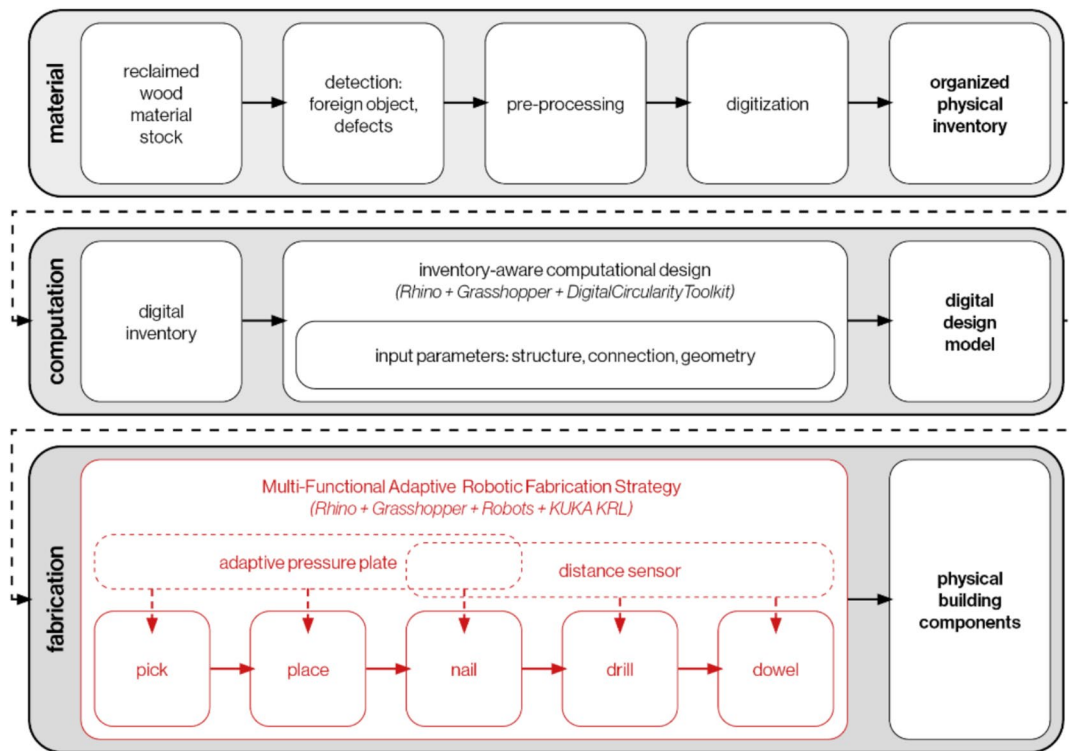 material
reclaimed
wood
material
stock
detection:
foreign object,
defects
pre-processing
digitization
organized
physical
inventory
computation
digital
inventory
inventory-aware computational design
(Rhino + Grasshopper + DigitalCircularityToolkit)
input parameters: structure, connection, geometry
digital
design
model
fabrication
Multi-Functional Adaptive Robotic Fabrication Strategy
(Rhino + Grasshopper + Robots + KUKA KRL)
adaptive pressure plate
distance sensor
pick
place
nail
drill
dowel
physical
building
components